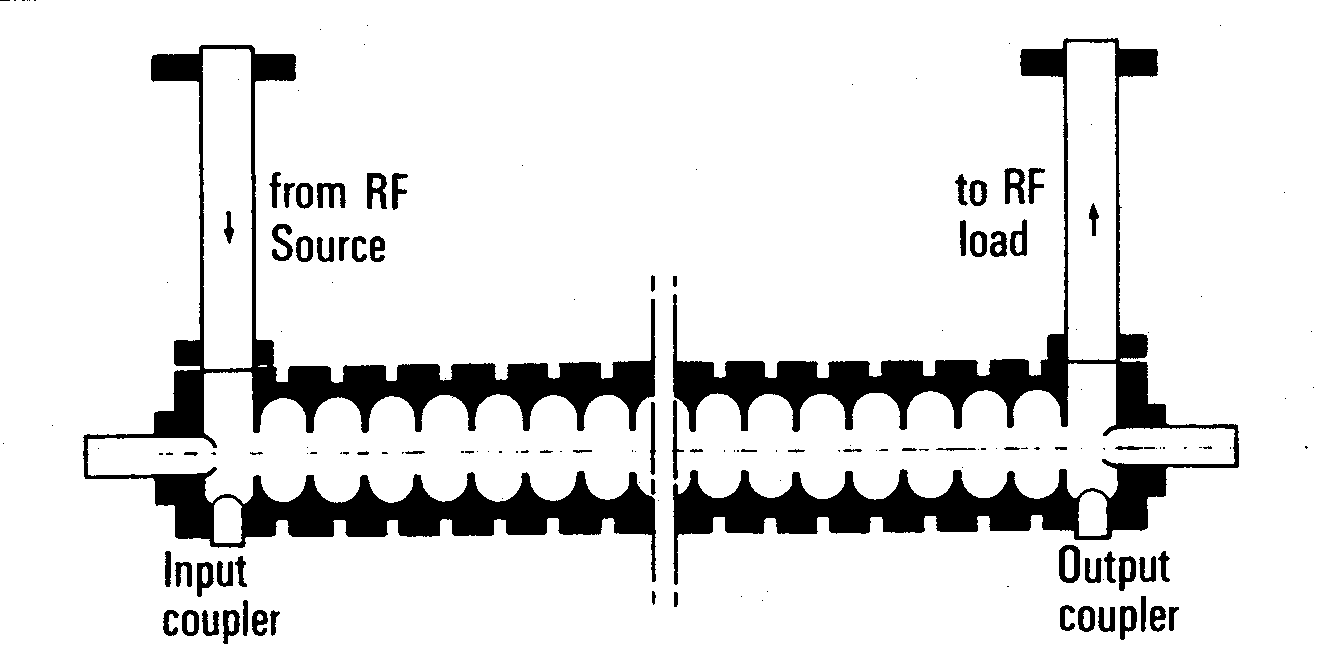 from RF
Source
to RF
load
Input
coupler
Output
coupler